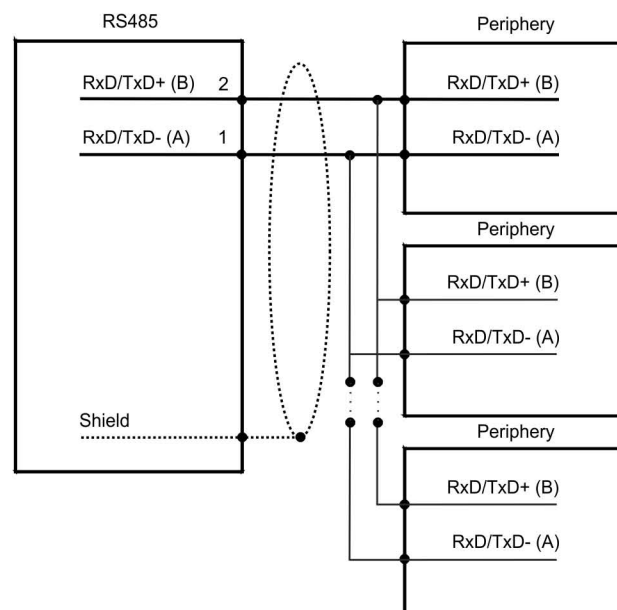 RS485
RxD/TxD+ (B) 2
RxD/TxD- (A) 1
Shield
Periphery
RxD/TxD+ (B)
RxD/TxD- (A)
Periphery
RxD/TxD+ (B)
RxD/TxD- (A)
Periphery
RxD/TxD+ (B)
RxD/TxD- (A)